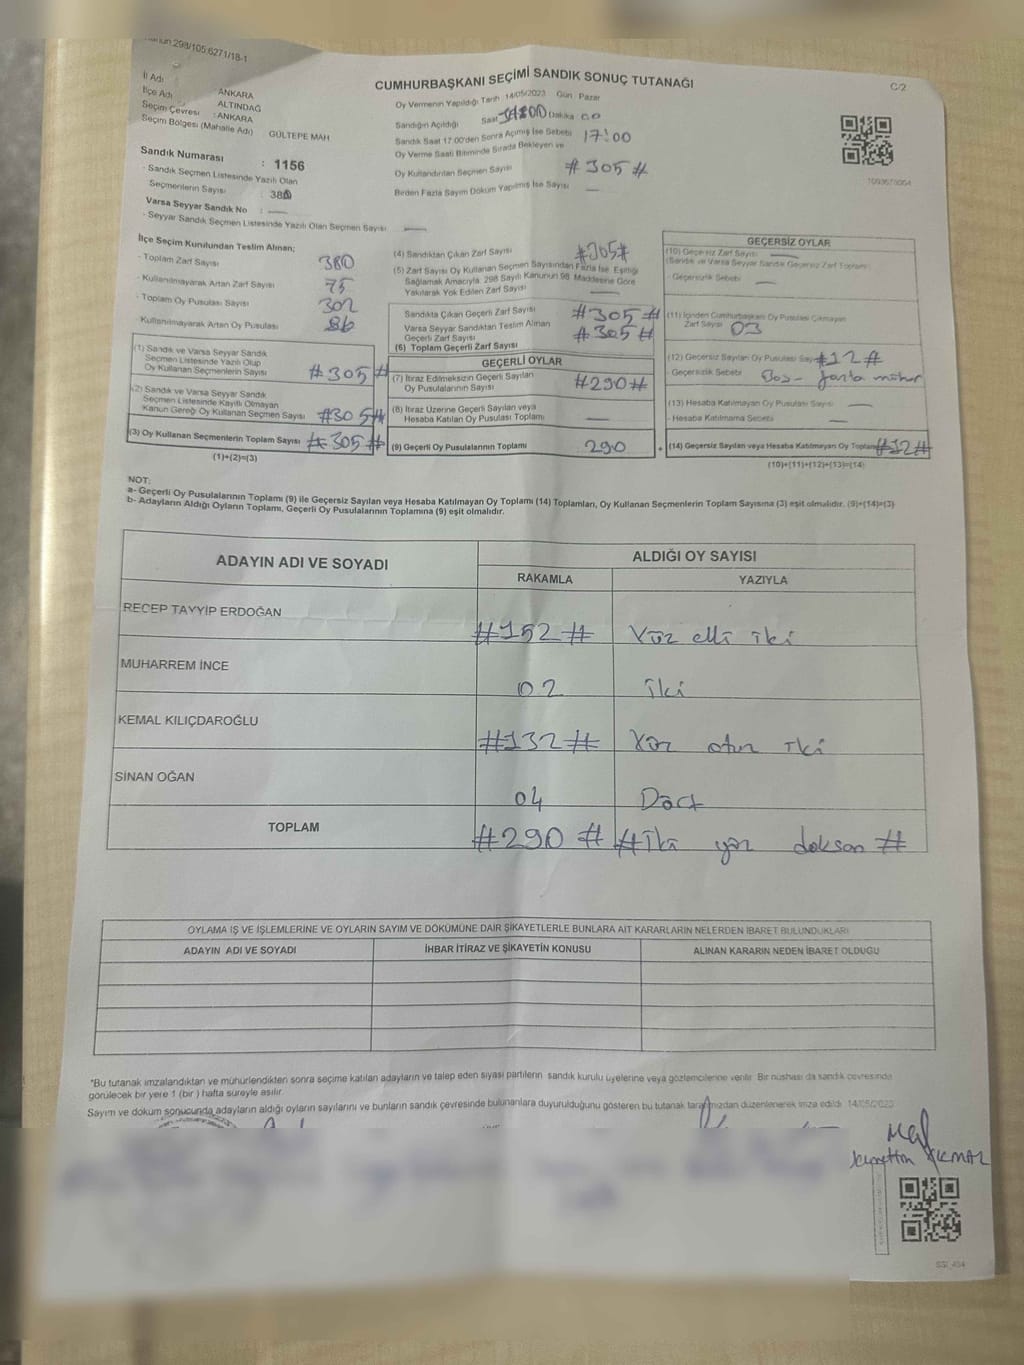 298/105:6271/18-1
CUMHURBAŞKANI SEÇİMİ SANDIK SONUÇ TUTANAĞI
C/2
İl Adı ANKARA
İlçe Adı ALTINDAĞ
Seçim Çevresi : ANKARA
Seçim Bölgesi (Mahalle Adı) GÜLTEPE MAH
Sandık Numarası : 1156
- Sandık Seçmen Listesinde Yazılı Olan
Seçmenlerin Sayısı :
Varsa Seyyar Sandık No : —
- Seyyar Sandık Seçmen Listesinde Yazılı Olan Seçmen Sayısı —
Oy Vermenin Yapıldığı Tarih 14/05/2023 Gün Pazar
Sandığın Açıldığı Saat Dakika 00
Sandık Saat 17:00'den Sonra Açımış İse Sebebi 17:00
Oy Verme Saati Bitiminde Sırada Bekleyen ve
Oy Kullandırılan Seçmen Sayısı #305#
Birden Fazla Sayım Döküm Yapılmış İse Sayısı —
İlçe Seçim Kurulundan Teslim Alınan;
- Toplam Zarf Sayısı 380
- Kullanılmayarak Artan Zarf Sayısı 75
- Toplam Oy Pusulası Sayısı 302
- Kullanılmayarak Artan Oy Pusulası 86
(1) Sandık ve Varsa Seyyar Sandık
Seçmen Listesinde Yazılı Olup
Oy Kullanan Seçmenlerin Sayısı #305#
(2) Sandık ve Varsa Seyyar Sandık
Seçmen Listesinde Kayıtlı Olmayan
Kanun Gereği Oy Kullanan Seçmen Sayısı #305#
(3) Oy Kullanan Seçmenlerin Toplam Sayısı #305#
(1)+(2)=(3)
(4) Sandıktan Çıkan Zarf Sayısı #305#
(5) Zarf Sayısı Oy Kullanan Seçmen Sayısından Fazla İse, Eşitliği
Sağlamak Amacıyla, 298 Sayılı Kanunun 98. Maddesine Göre
Yakılarak Yok Edilen Zarf Sayısı —
Sandıkta Çıkan Geçerli Zarf Sayısı #305#
Varsa Seyyar Sandıktan Teslim Alınan
Geçerli Zarf Sayısı #305#
(6) Toplam Geçerli Zarf Sayısı
GEÇERLİ OYLAR
(7) İtiraz Edilmeksizin Geçerli Sayılan
Oy Pusulalarının Sayısı #290#
(8) İtiraz Üzerine Geçerli Sayılan veya
Hesaba Katılan Oy Pusulası Toplamı —
(9) Geçerli Oy Pusulalarının Toplamı 290
GEÇERSİZ OYLAR
(10) Geçersiz Zarf Sayısı —
(Sandık ve Varsa Seyyar Sandık Geçersiz Zarf Toplamı)
- Geçersizlik Sebebi —
(11) İçinden Cumhurbaşkanı Oy Pusulası Çıkmayan
Zarf Sayısı 03
(12) Geçersiz Sayılan Oy Pusulası Sayısı #12#
Geçersizlik Sebebi Boş - fazla mühür
(13) Hesaba Katılmayan Oy Pusulası Sayısı —
- Hesaba Katılmama Sebebi —
+ (14) Geçersiz Sayılan veya Hesaba Katılmayan Oy Toplamı #12#
(10)+(11)+(12)+(13)=(14)
NOT:
a- Geçerli Oy Pusulalarının Toplamı (9) ile Geçersiz Sayılan veya Hesaba Katılmayan Oy Toplamı (14) Toplamları, Oy Kullanan Seçmenlerin Toplam Sayısına (3) eşit olmalıdır. (9)+(14)=(3)
b- Adayların Aldığı Oyların Toplamı, Geçerli Oy Pusulalarının Toplamına (9) eşit olmalıdır.
ADAYIN ADI VE SOYADI
ALDIĞI OY SAYISI
RAKAMLA YAZIYLA
RECEP TAYYİP ERDOĞAN #152# Yüz elli iki
MUHARREM İNCE 02 iki
KEMAL KILIÇDAROĞLU #132# Yüz otuz iki
SİNAN OĞAN 04 Dört
TOPLAM #290# #İki yüz doksan#
OYLAMA İŞ VE İŞLEMLERİNE VE OYLARIN SAYIM VE DÖKÜMÜNE DAİR ŞİKAYETLERLE BUNLARA AİT KARARLARIN NELERDEN İBARET BULUNDUKLARI
ADAYIN ADI VE SOYADI İHBAR İTİRAZ VE ŞİKAYETİN KONUSU ALINAN KARARIN NEDEN İBARET OLDUĞU
*Bu tutanak imzalandıktan ve mühürlendikten sonra seçime katılan adayların ve talep eden siyasi partilerin sandık kurulu üyelerine veya gözlemcilerine verilir. Bir nüshası da sandık çevresinde
görülecek bir yere 1 (bir) hafta süreyle asılır.
Sayım ve döküm sonucunda adayların aldığı oyların sayılarını ve bunların sandık çevresinde bulunanlara duyurulduğunu gösteren bu tutanak tarafımızdan düzenlenerek imza edildi. 14/05/2023